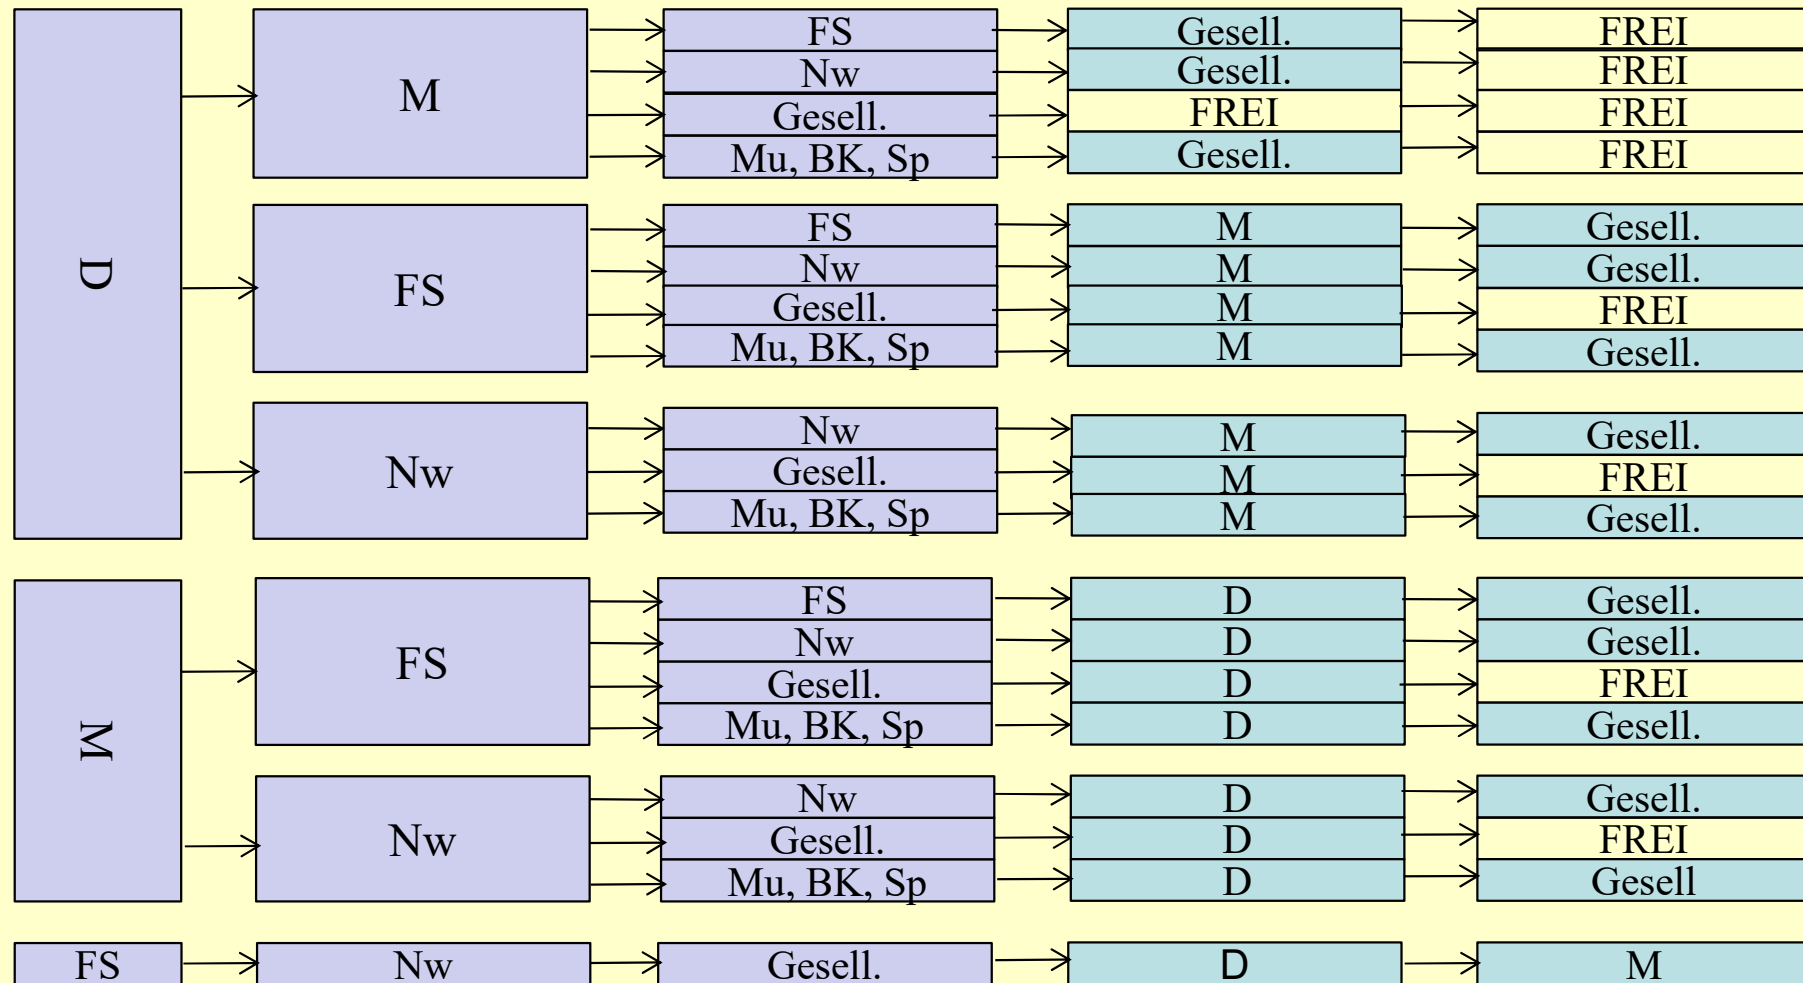 D
M
FS Gesell. FREI
Nw Gesell. FREI
Gesell. FREI FREI
Mu, BK, Sp Gesell. FREI
FS
FS M Gesell.
Nw M Gesell.
Gesell. M FREI
Mu, BK, Sp M Gesell.
Nw
Nw M Gesell.
Gesell. M FREI
Mu, BK, Sp M Gesell.
M
FS
FS D Gesell.
Nw D Gesell.
Gesell. D FREI
Mu, BK, Sp D Gesell.
Nw
Nw D Gesell.
Gesell. D FREI
Mu, BK, Sp D Gesell
FS Nw Gesell. D M